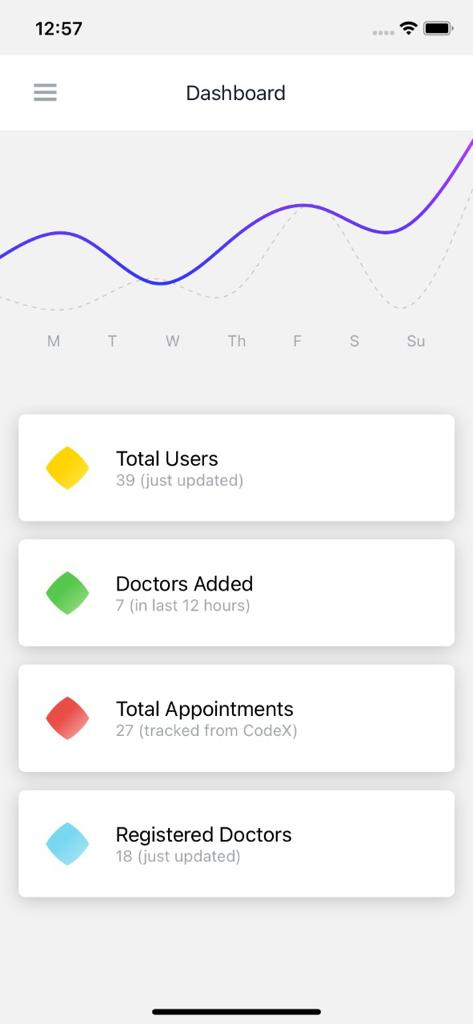 12:57
Dashboard
M T W Th F S Su
Total Users
39 (just updated)
Doctors Added
7 (in last 12 hours)
Total Appointments
27 (tracked from CodeX)
Registered Doctors
18 (just updated)